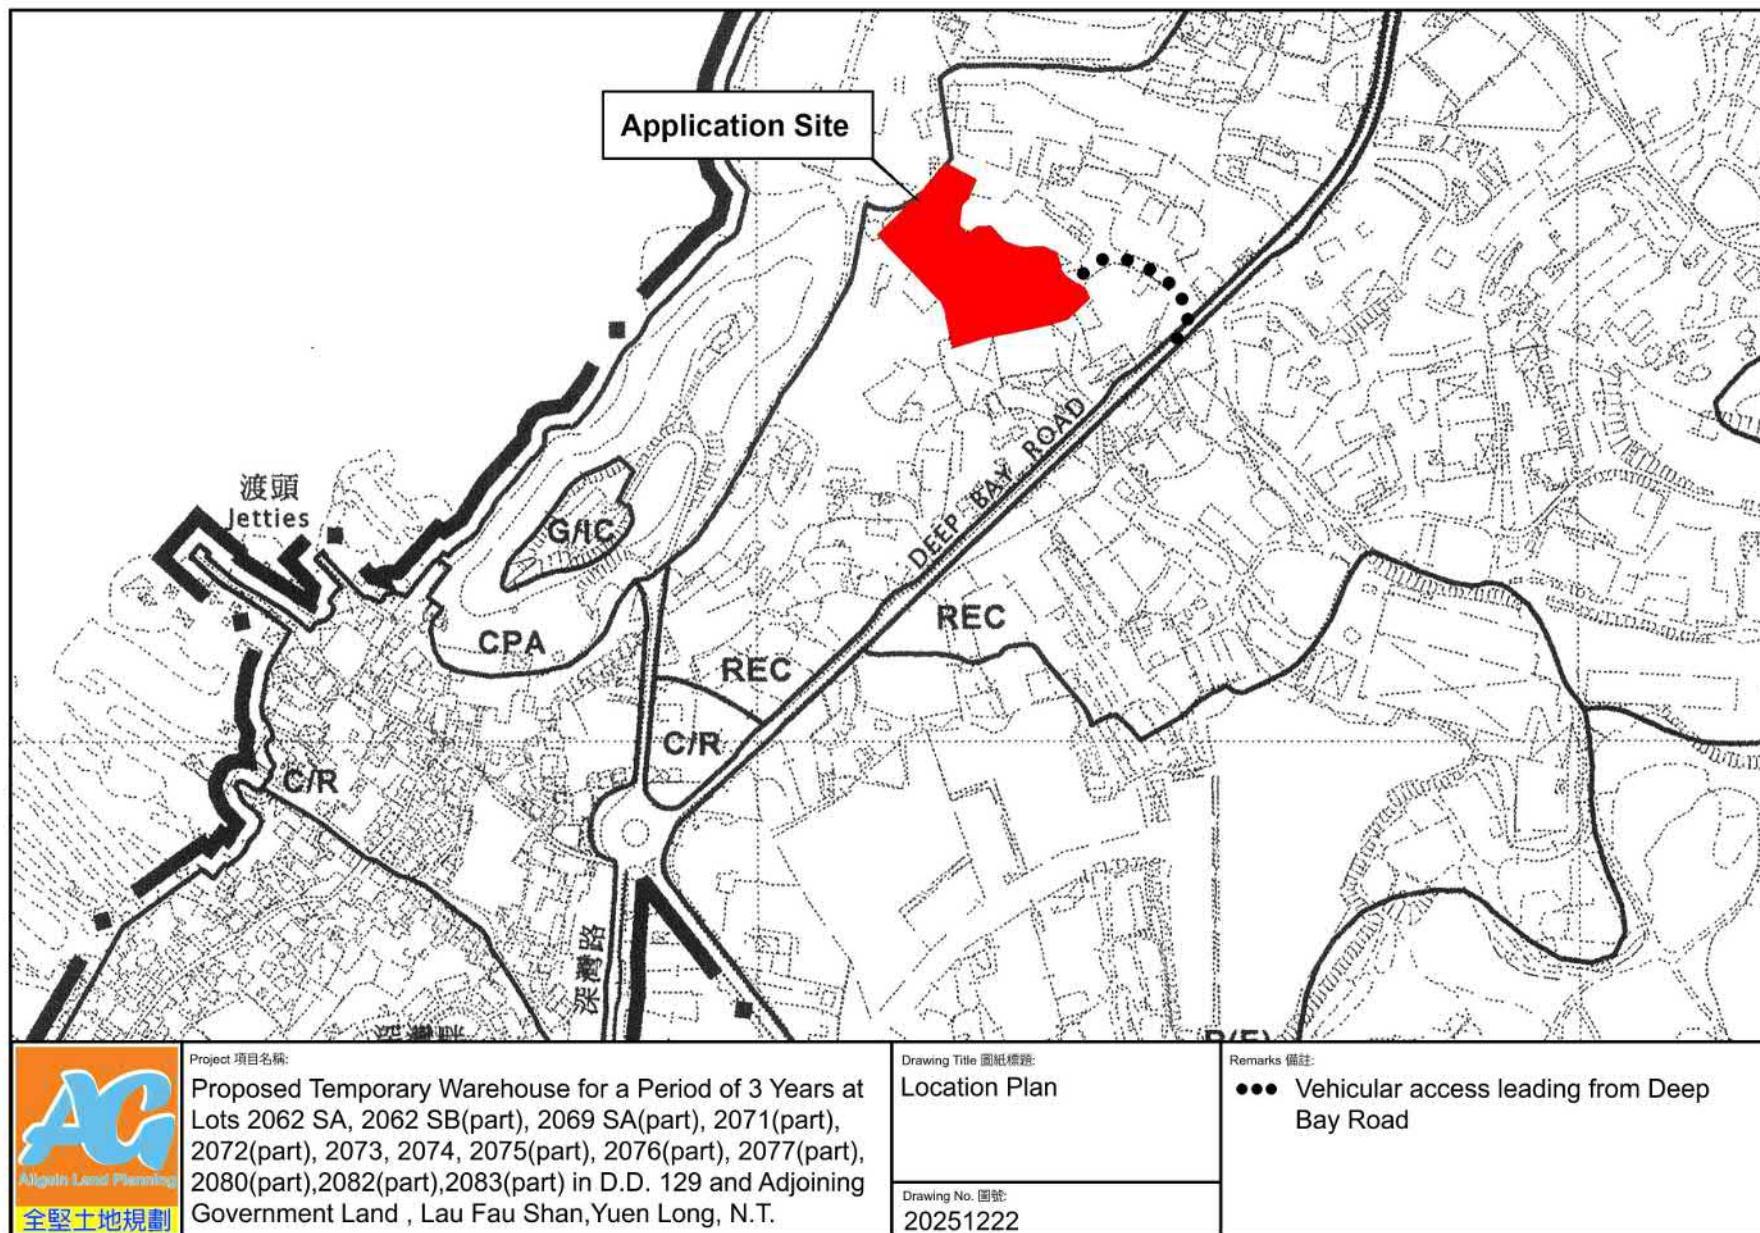 Application Site
渡頭
Jetties
G/IC
CPA
DEEP BAY ROAD
REC
REC
C/R
C/R
深灣路
AG
Allgain Land Planning
全堅土地規劃
Project 項目名稱:
Proposed Temporary Warehouse for a Period of 3 Years at
Lots 2062 SA, 2062 SB(part), 2069 SA(part), 2071(part),
2072(part), 2073, 2074, 2075(part), 2076(part), 2077(part),
2080(part),2082(part),2083(part) in D.D. 129 and Adjoining
Government Land , Lau Fau Shan,Yuen Long, N.T.
Drawing Title 圖紙標題:
Location Plan
Drawing No. 圖號:
20251222
Remarks 備註:
Vehicular access leading from Deep
Bay Road